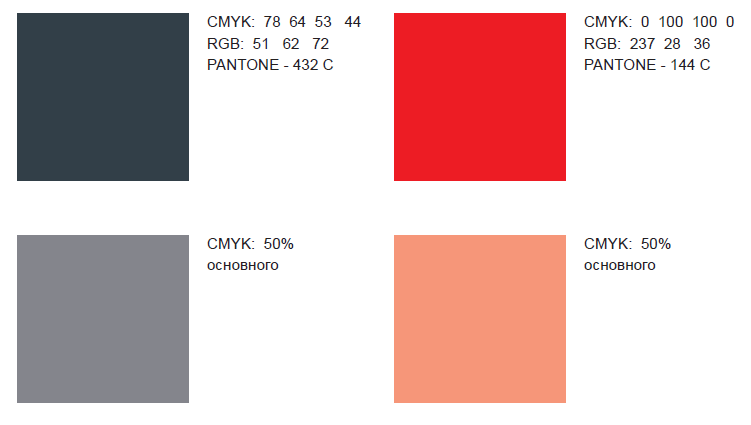 CMYK: 78 64 53 44
RGB: 51 62 72
PANTONE - 432 C
CMYK: 0 100 100 0
RGB: 237 28 36
PANTONE - 144 C
CMYK: 50%
основного
CMYK: 50%
основного